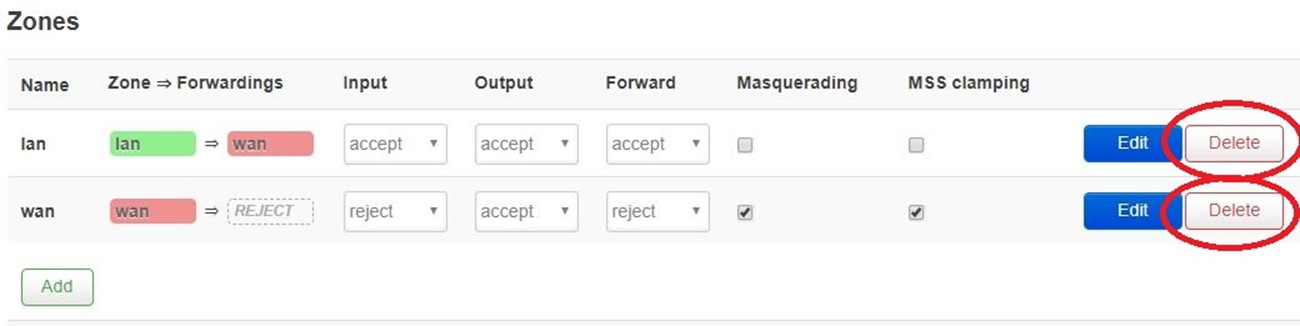 Zones
Name Zone ⇒ Forwardings Input Output Forward Masquerading MSS clamping
lan lan ⇒ wan accept accept accept Edit Delete
wan wan ⇒ REJECT reject accept reject Edit Delete
Add